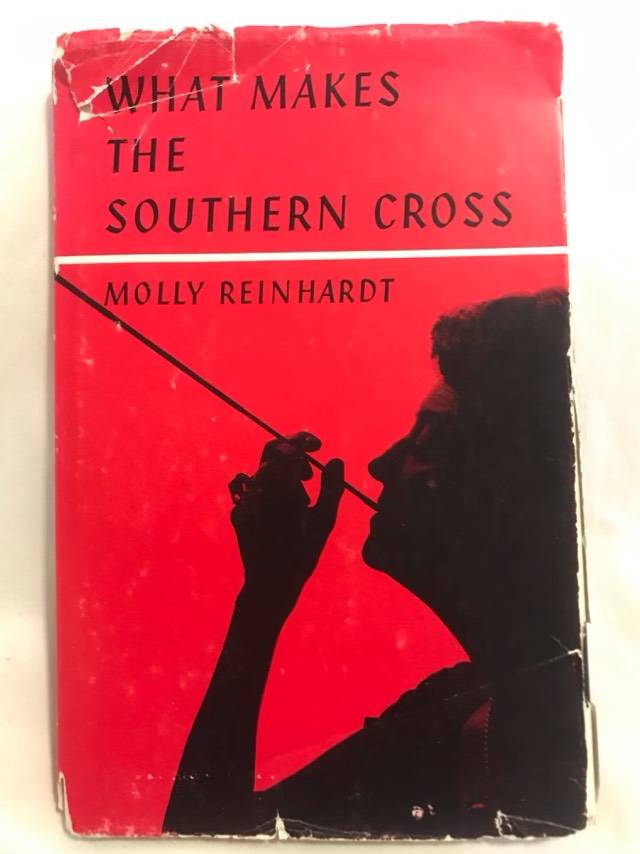 WHAT MAKES
THE
SOUTHERN CROSS
MOLLY REINHARDT